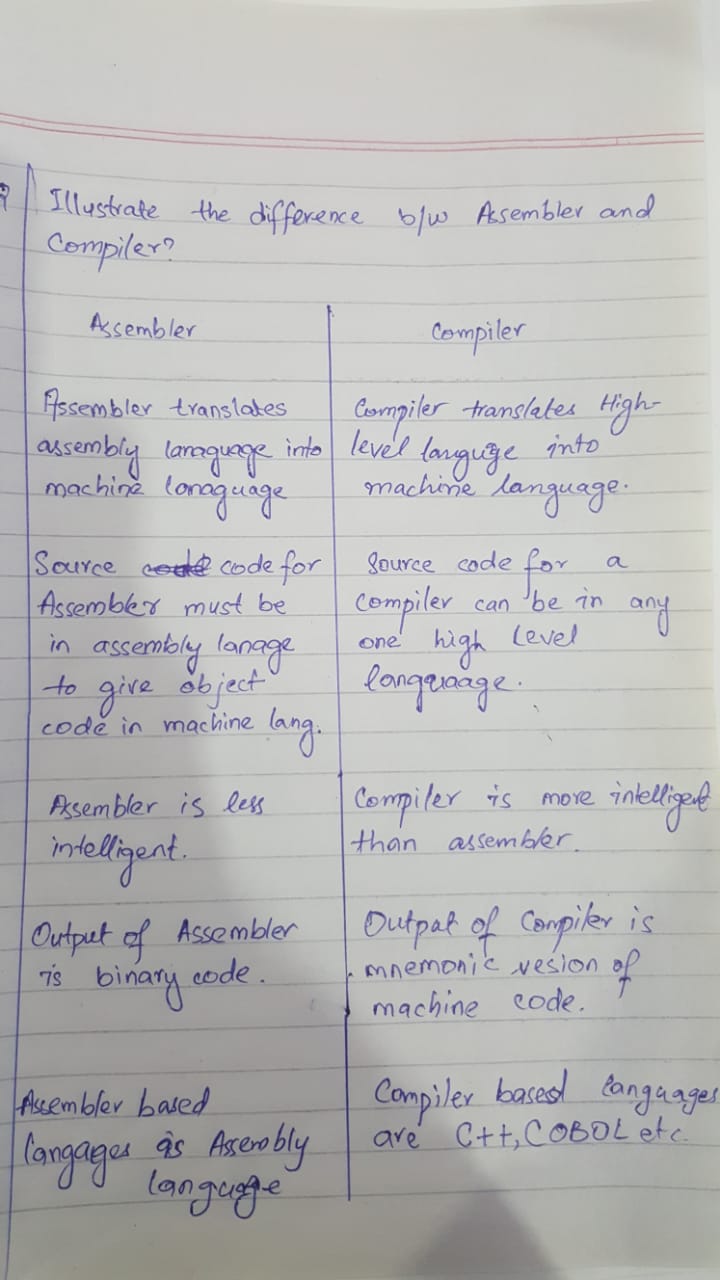 Illustrate the difference b/w Assembler and
Compiler?
Assembler
Assembler translates
assembly lanaguage into
machine lonaguage
Source code code for
Assembler must be
in assembly lanage
to give object
code in machine lang.
Assembler is less
intelligent.
Output of Assembler
is binary code.
Assembler based
langages is Assembly
language
Compiler
Compiler translates High-
level languge into
machine language.
Source code for a
Compiler can be in any
one high level
languaage.
Compiler is more intelligent
than assembler.
Output of Compiler is
mnemonic vesion of
machine code.
Compiler based languages
are C++, COBOL etc.